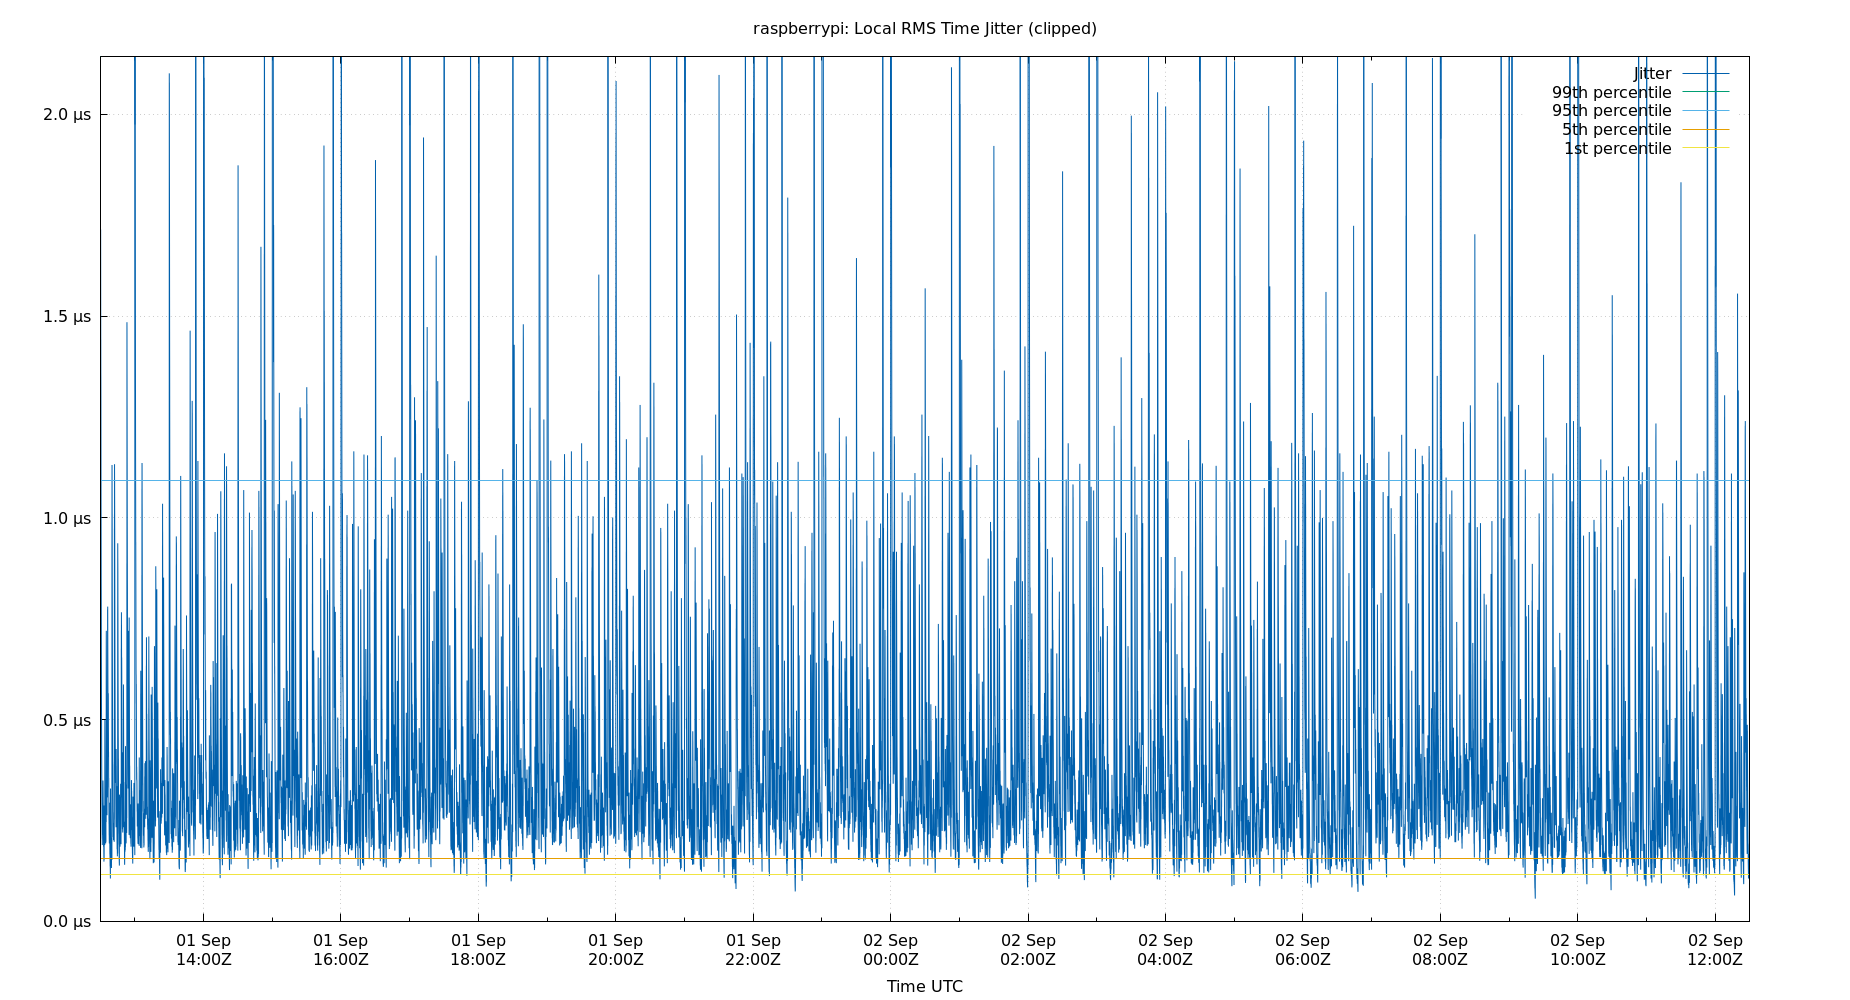 raspberrypi: Local RMS Time Jitter (clipped)
Jitter
99th percentile
95th percentile
5th percentile
1st percentile
2.0 µs
1.5 µs
1.0 µs
0.5 µs
0.0 µs
01 Sep 01 Sep 01 Sep 01 Sep 01 Sep 02 Sep 02 Sep 02 Sep 02 Sep 02 Sep 02 Sep 02 Sep
14:00Z 16:00Z 18:00Z 20:00Z 22:00Z 00:00Z 02:00Z 04:00Z 06:00Z 08:00Z 10:00Z 12:00Z
Time UTC